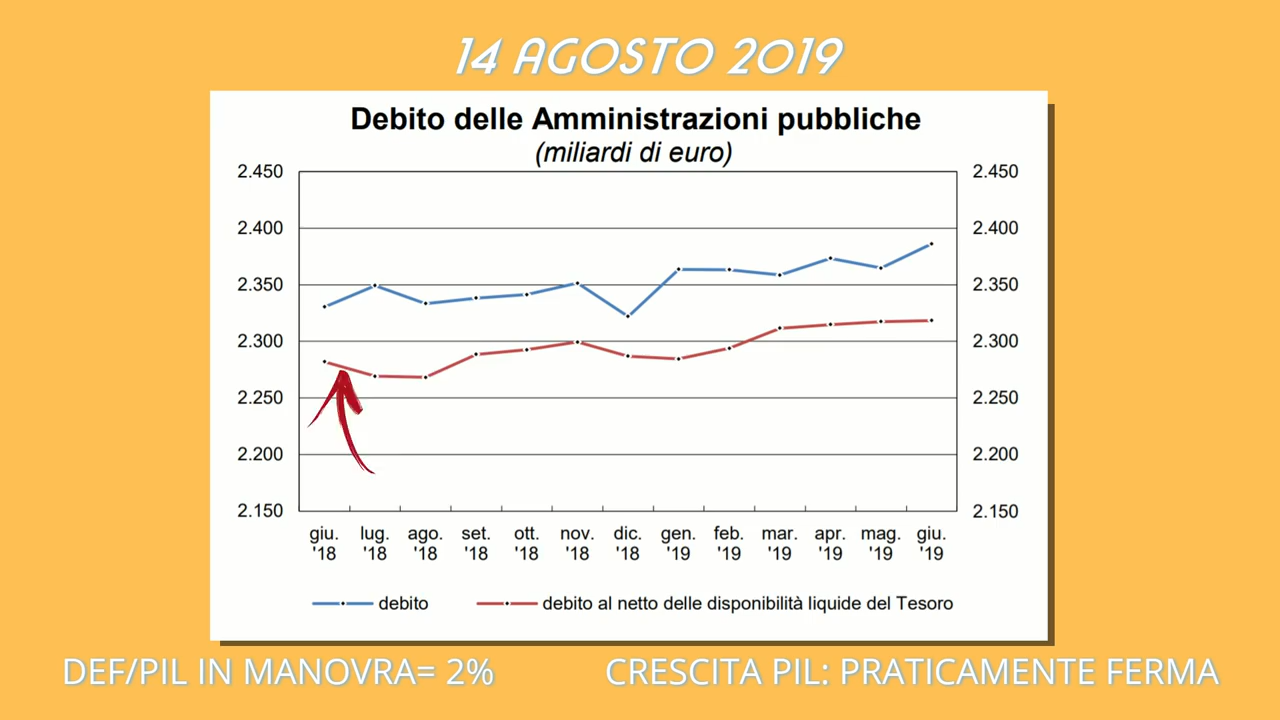 14 AGOSTO 2019
Debito delle Amministrazioni pubbliche
(miliardi di euro)
2.450 2.450
2.400 2.400
2.350 2.350
2.300 2.300
2.250 2.250
2.200 2.200
2.150 2.150
giu. lug. ago. set. ott. nov. dic. gen. feb. mar. apr. mag. giu.
'18 '18 '18 '18 '18 '18 '18 '19 '19 '19 '19 '19 '19
debito debito al netto delle disponibilità liquide del Tesoro
DEF/PIL IN MANOVRA= 2% CRESCITA PIL: PRATICAMENTE FERMA